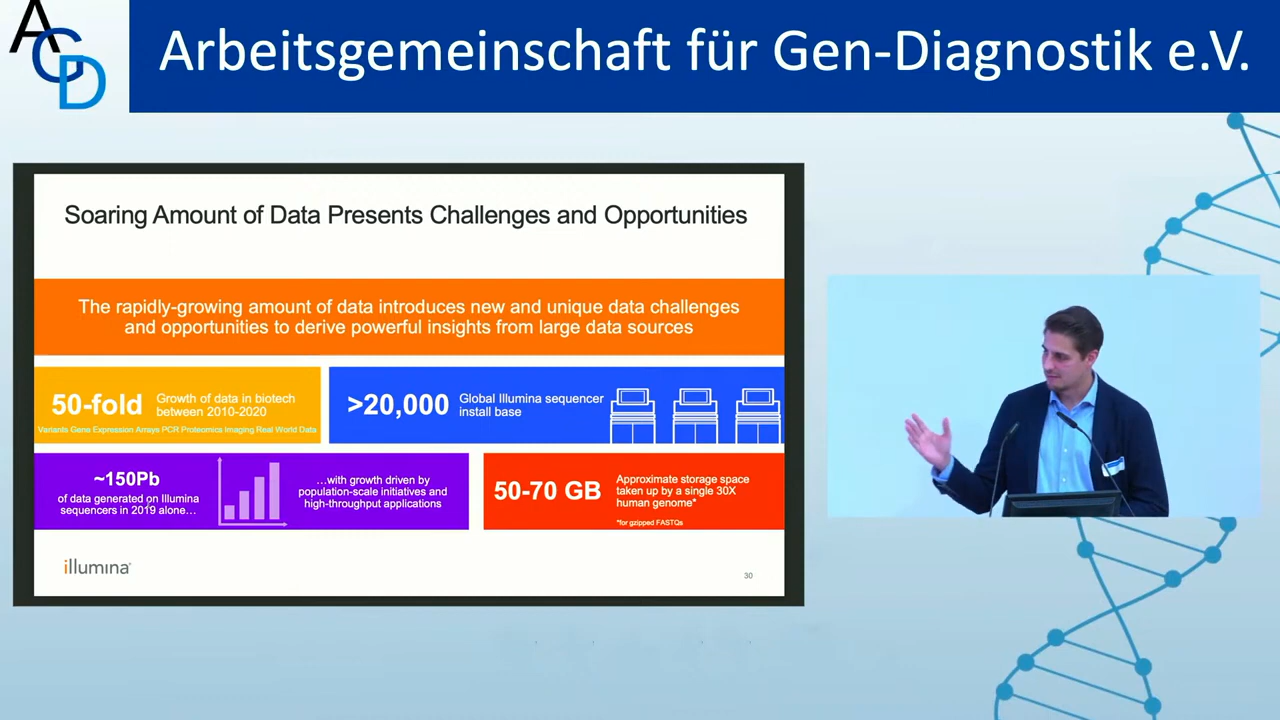 AGD
Arbeitsgemeinschaft für Gen-Diagnostik e.V.
Soaring Amount of Data Presents Challenges and Opportunities
The rapidly-growing amount of data introduces new and unique data challenges
and opportunities to derive powerful insights from large data sources
50-fold
Growth of data in biotech
between 2010-2020
Variants Gene Expression Arrays PCR Proteomics Imaging Real World Data
>20,000
Global Illumina sequencer
install base
~150Pb
of data generated on Illumina
sequencers in 2019 alone…
…with growth driven by
population-scale initiatives and
high-throughput applications
50-70 GB
Approximate storage space
taken up by a single 30X
human genome*
*for gzipped FASTQs
illumina®
30